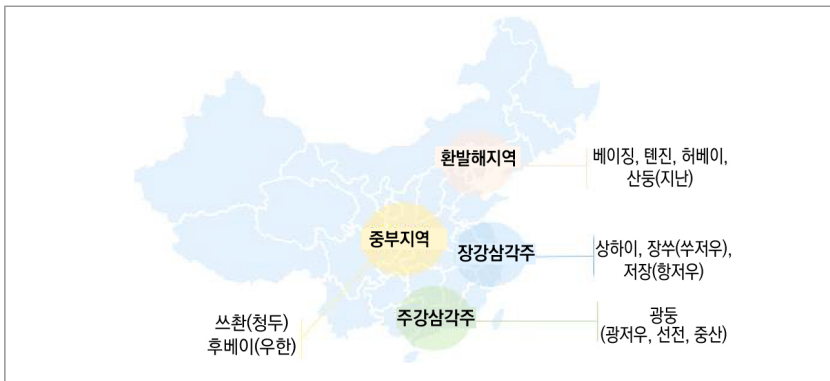 환발해지역
베이징, 톈진, 허베이,
산둥(지난)
중부지역
장강삼각주
상하이, 장쑤(쑤저우),
저장(항저우)
쓰촨(청두)
후베이(우한)
주강삼각주
광둥
(광저우, 선전, 중산)